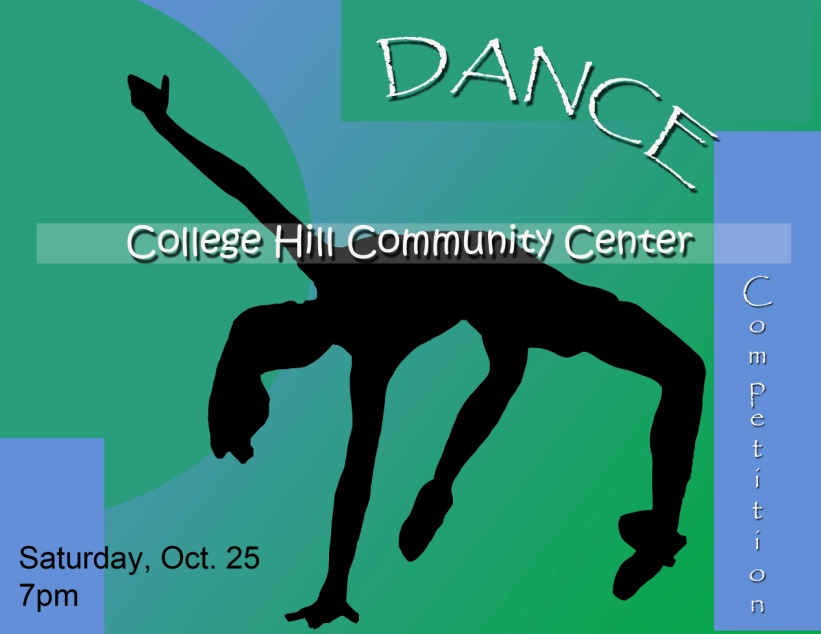 DANCE
College Hill Community Center
Competition
Saturday, Oct. 25
7pm